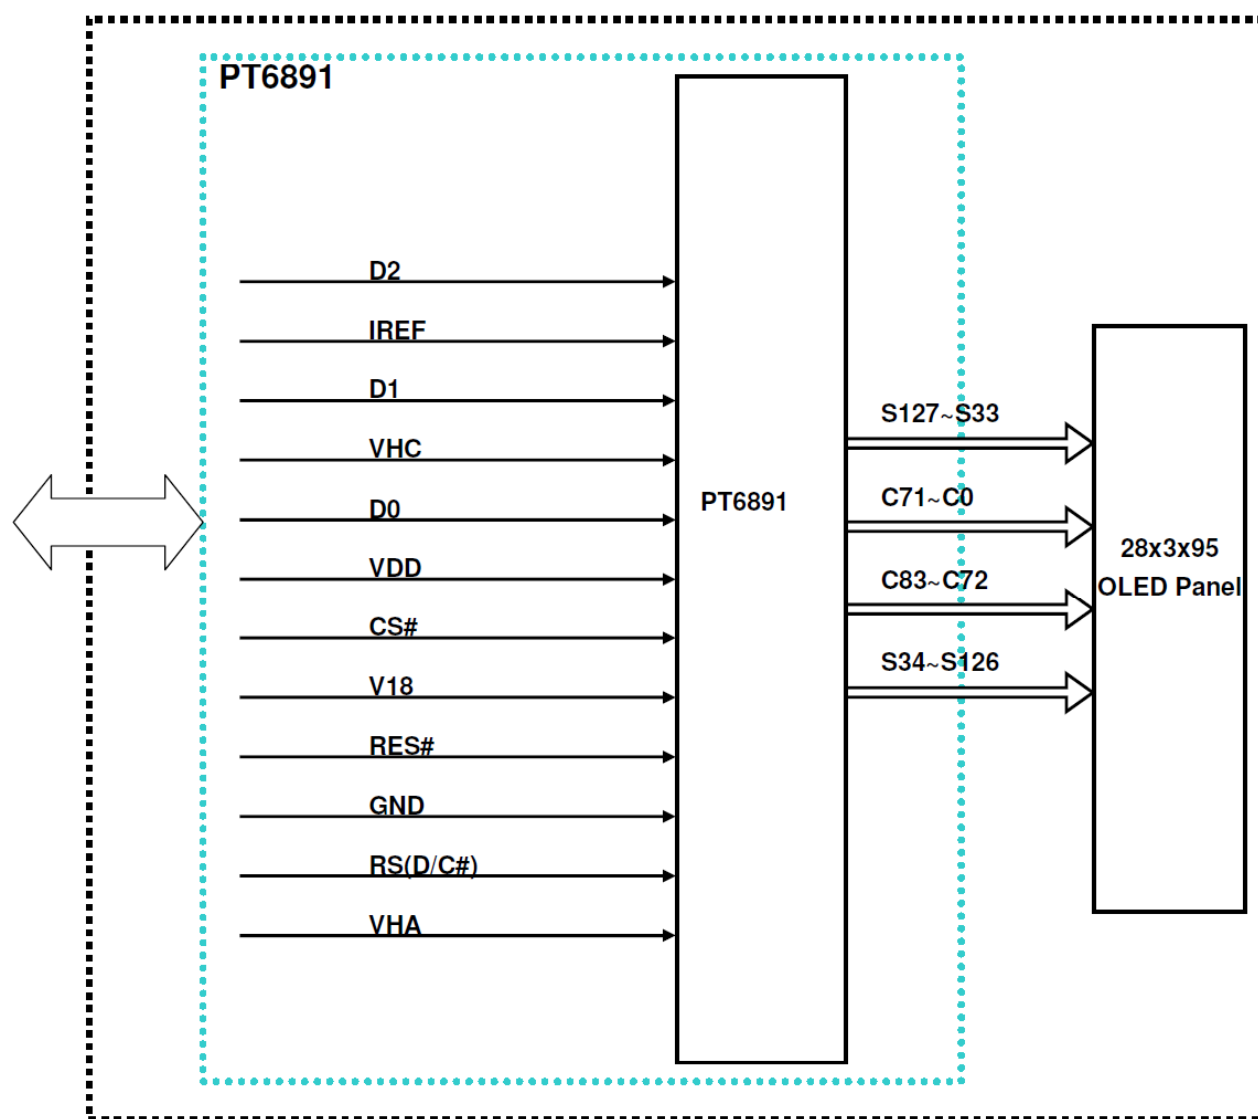 PT6891
D2
IREF
D1
VHC
D0
VDD
CS#
V18
RES#
GND
RS(D/C#)
VHA
PT6891
S127~S33
C71~C0
C83~C72
S34~S126
28x3x95
OLED Panel